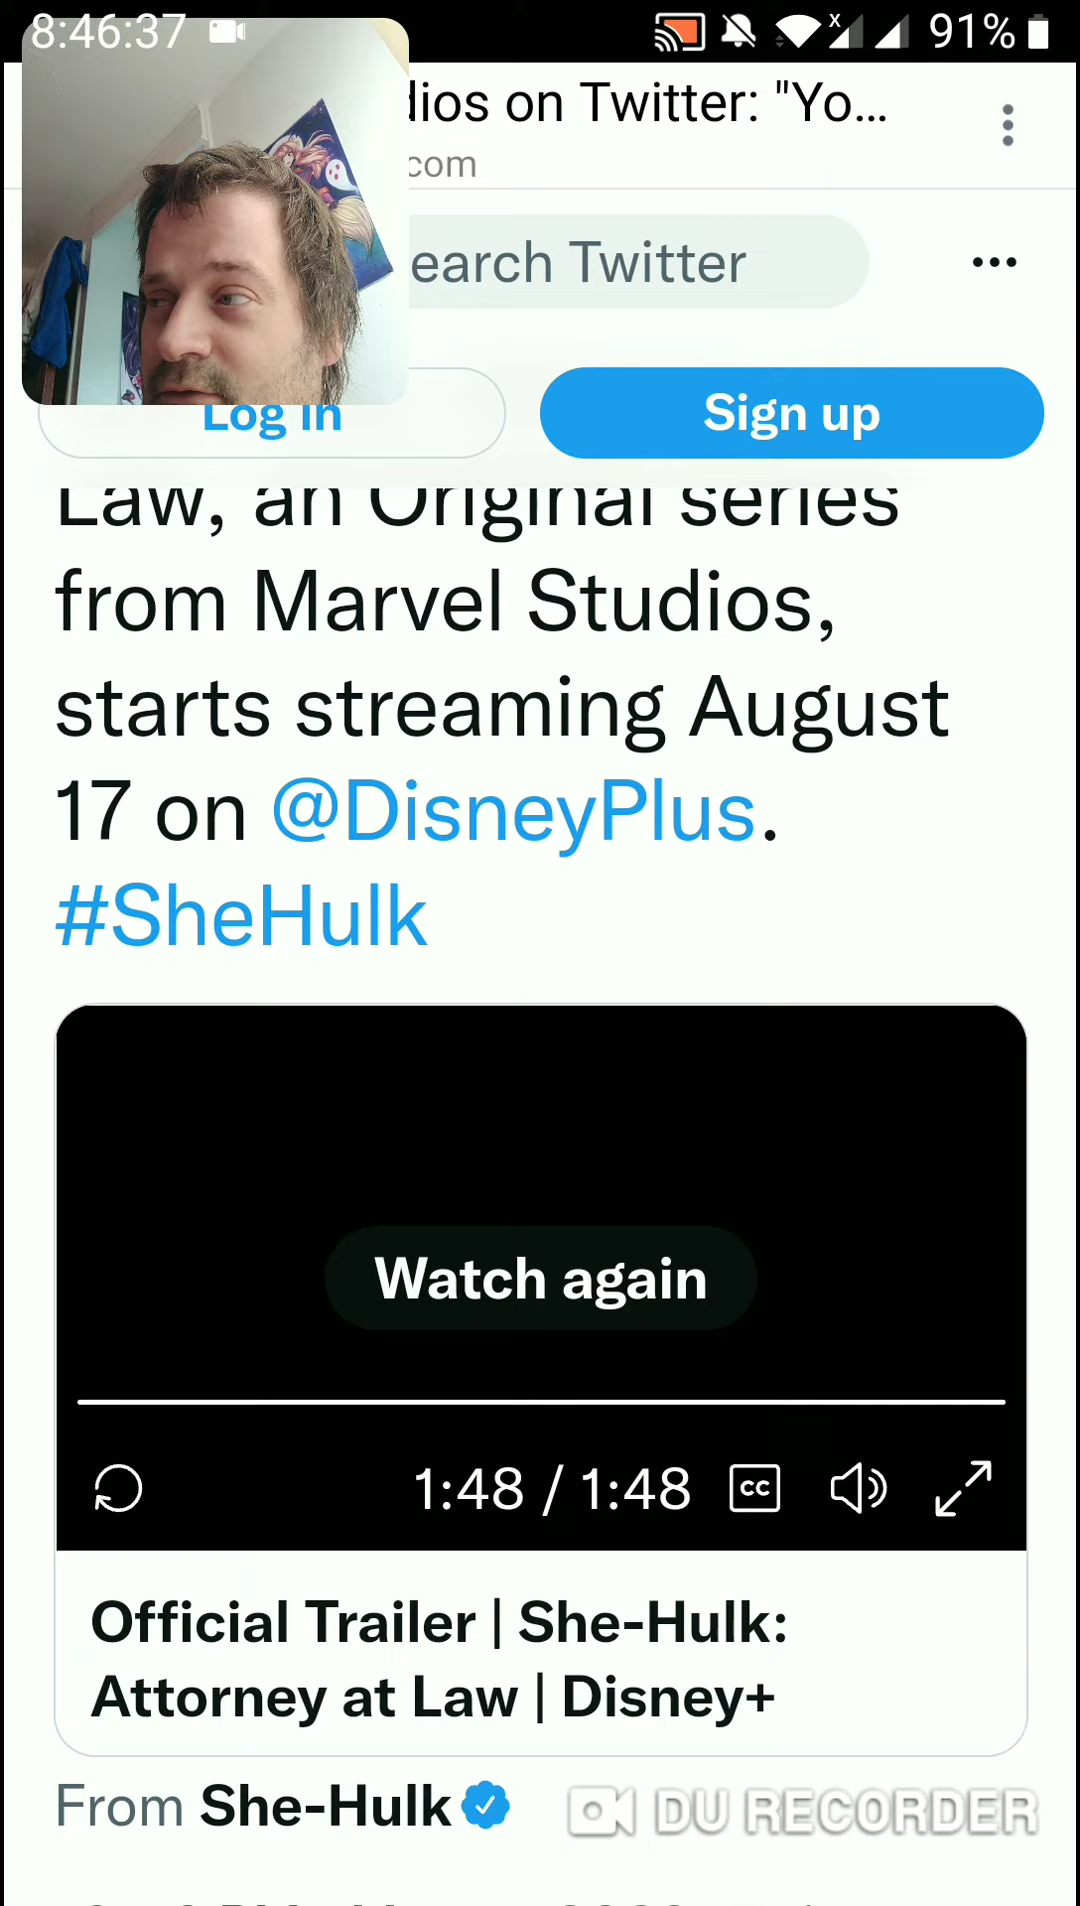 8:46:37
91%
dios on Twitter: "Yo...
com
earch Twitter
Log in
Sign up
Law, an Original series
from Marvel Studios,
starts streaming August
17 on @DisneyPlus.
#SheHulk
Watch again
1:48 / 1:48
CC
Official Trailer | She-Hulk:
Attorney at Law | Disney+
From She-Hulk
DU RECORDER